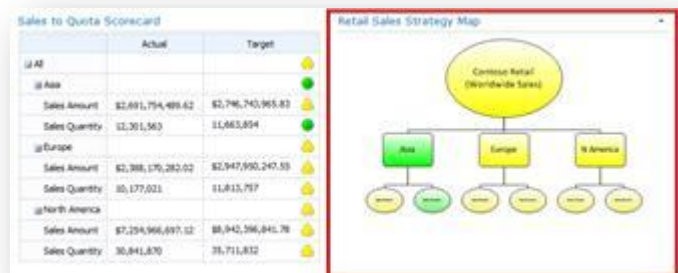 Sales to Quota Scorecard
Actual Target
All
Asia
Sales Amount $2,691,754,489.62 $2,746,743,965.83
Sales Quantity 12,301,563 11,663,854
Europe
Sales Amount $2,388,170,282.02 $2,947,950,247.55
Sales Quantity 10,177,021 11,813,757
North America
Sales Amount $7,254,966,697.12 $8,942,396,841.78
Sales Quantity 30,841,870 35,711,832
Retail Sales Strategy Map
Contoso Retail
(Worldwide Sales)
Asia Europe N America